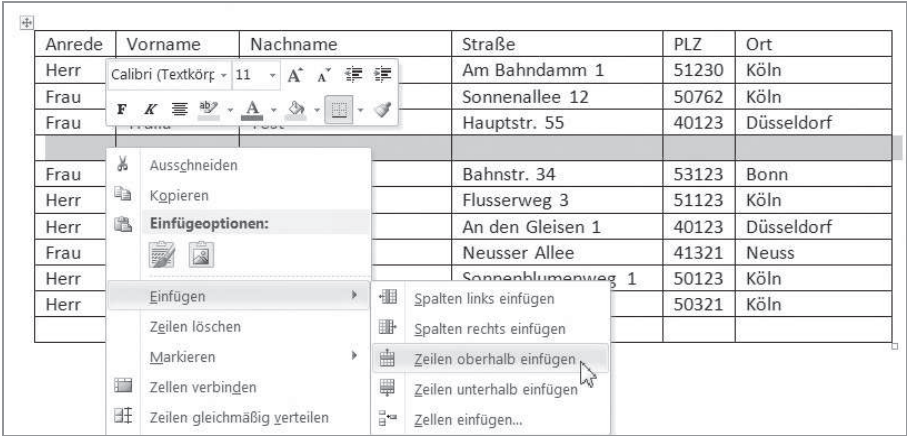 Anrede Vorname Nachname Straße PLZ Ort
Herr Am Bahndamm 1 51230 Köln
Calibri (Textkörp 11
Frau Sonnenallee 12 50762 Köln
F K ab A
Frau Hauptstr. 55 40123 Düsseldorf
Ausschneiden
Frau Bahnstr. 34 53123 Bonn
Kopieren
Herr Flusserweg 3 51123 Köln
Einfügeoptionen:
Herr An den Gleisen 1 40123 Düsseldorf
Frau Neusser Allee 41321 Neuss
Herr Sonnenblumenweg 1 50123 Köln
Einfügen
Spalten links einfügen
Herr 50321 Köln
Zeilen löschen
Spalten rechts einfügen
Markieren
Zeilen oberhalb einfügen
Zellen verbinden
Zeilen unterhalb einfügen
Zeilen gleichmäßig verteilen
Zellen einfügen...